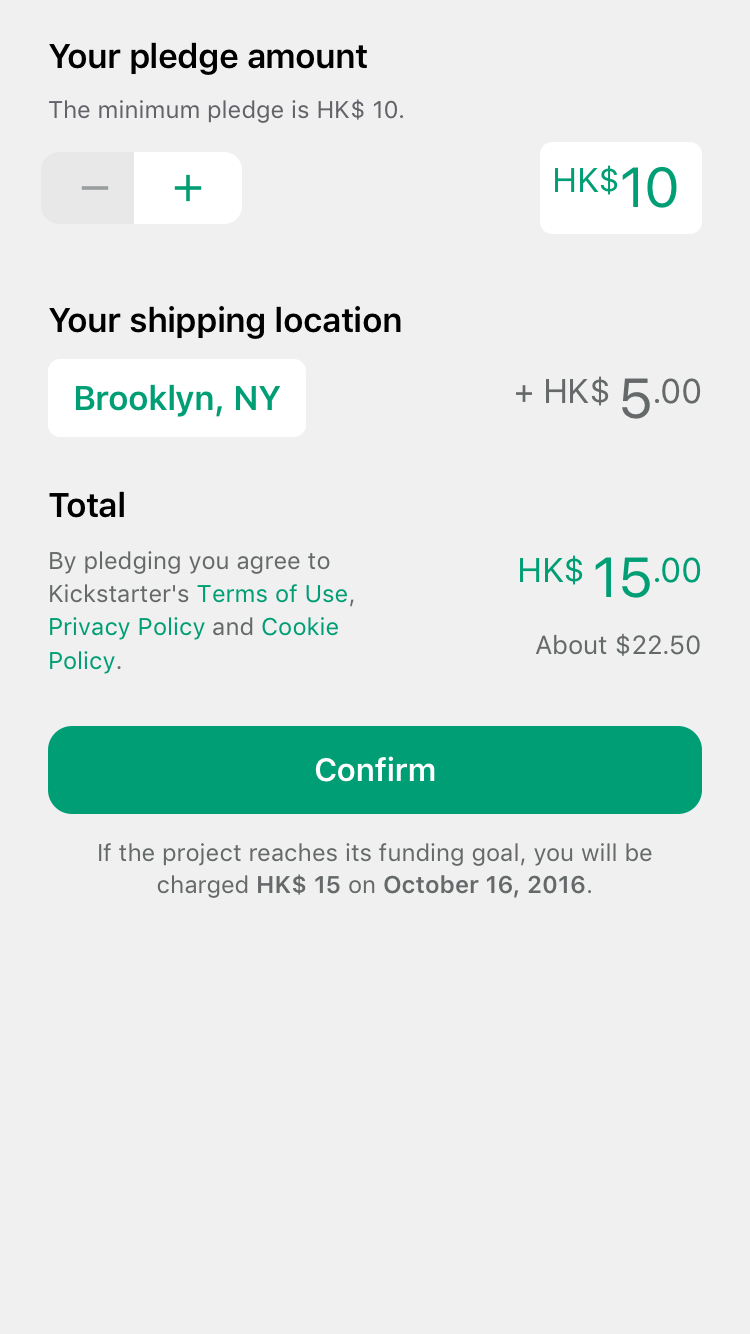 Your pledge amount
The minimum pledge is HK$ 10.
− +
HK$10
Your shipping location
Brooklyn, NY
+ HK$ 5.00
Total
By pledging you agree to
Kickstarter's Terms of Use,
Privacy Policy and Cookie
Policy.
HK$ 15.00
About $22.50
Confirm
If the project reaches its funding goal, you will be
charged HK$ 15 on October 16, 2016.